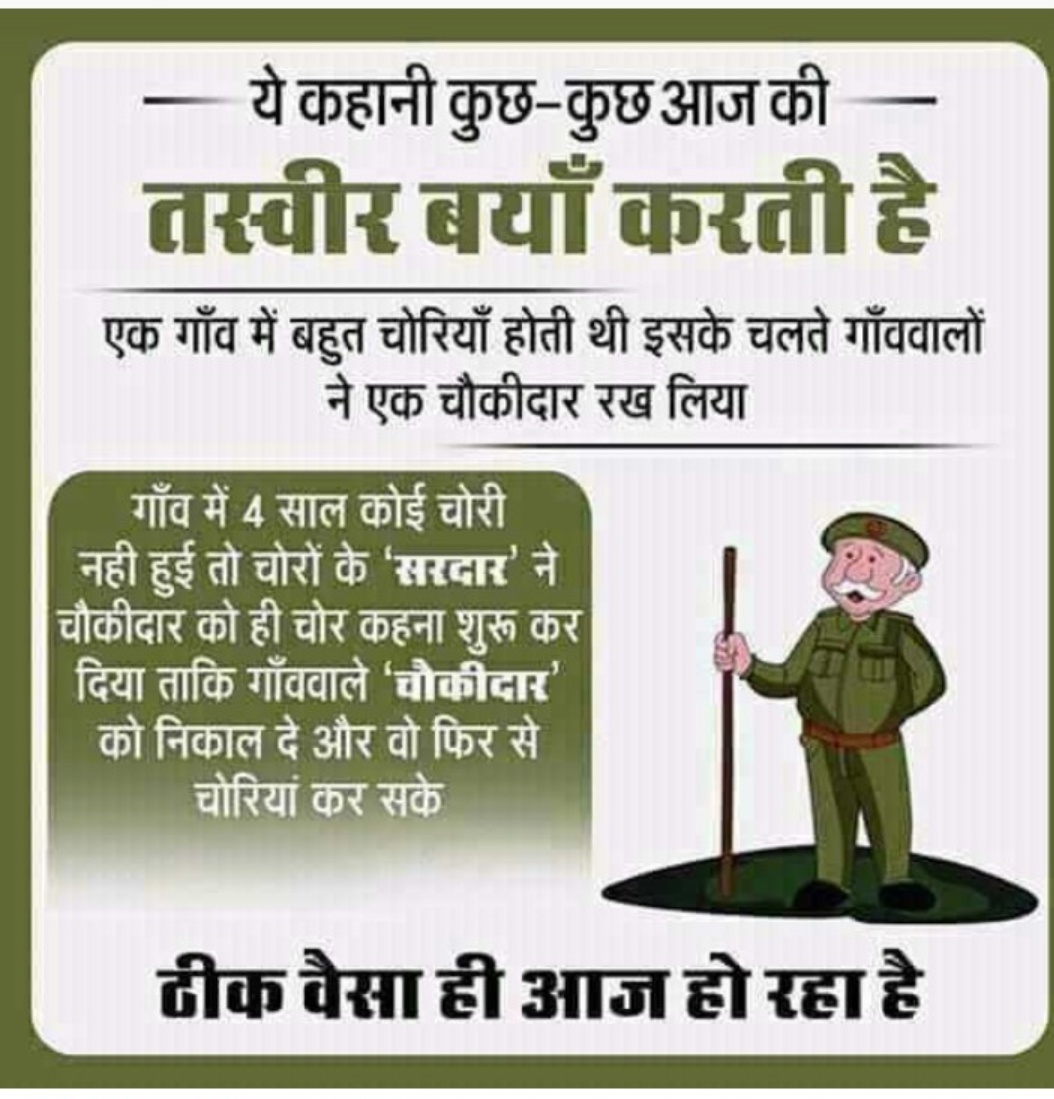 ये कहानी कुछ-कुछ आज की
तस्वीर बयाँ करती है
एक गाँव में बहुत चोरियाँ होती थी इसके चलते गाँववालों
ने एक चौकीदार रख लिया
गाँव में 4 साल कोई चोरी
नही हुई तो चोरों के ‘सरदार’ ने
चौकीदार को ही चोर कहना शुरू कर
दिया ताकि गाँववाले ‘चौकीदार’
को निकाल दे और वो फिर से
चोरियां कर सके
ठीक वैसा ही आज हो रहा है